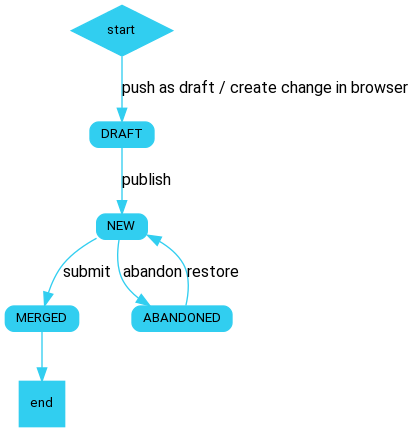 start
push as draft / create change in browser
DRAFT
publish
NEW
submit
abandon
restore
MERGED
ABANDONED
end